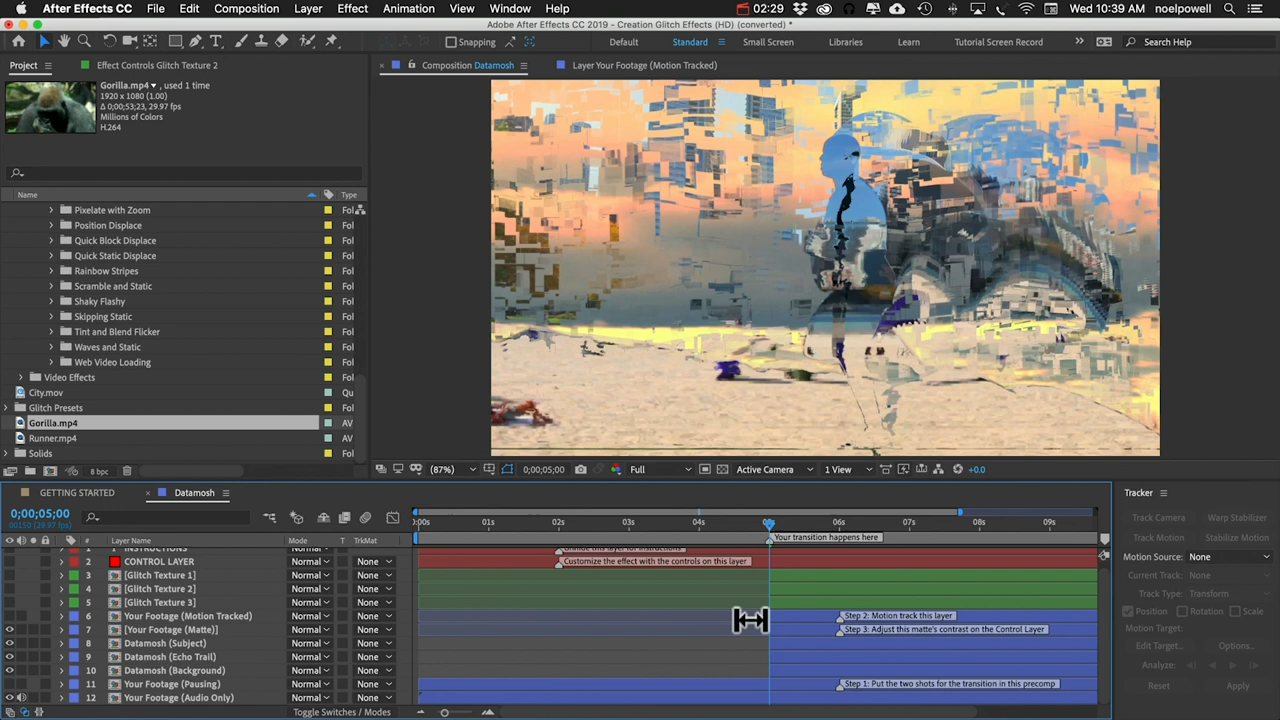 After Effects CC File Edit Composition Layer Effect Animation View Window Help 02:29 Wed 10:39 AM noelpowell
Adobe After Effects CC 2019 - Creation Glitch Effects (HD) (converted) *
Snapping Default Standard Small Screen Libraries Learn Tutorial Screen Record Search Help
Project Effect Controls Glitch Texture 2 Composition Datamosh Layer Your Footage (Motion Tracked)
Gorilla.mp4 , used 1 time
1920 x 1080 (1.00)
Δ 0;00;53;23, 29.97 fps
Millions of Colors
H.264
Name Type
Pixelate with Zoom Fol
Position Displace Fol
Quick Block Displace Fol
Quick Static Displace Fol
Rainbow Stripes Fol
Scramble and Static Fol
Shaky Flashy Fol
Skipping Static Fol
Tint and Blend Flicker Fol
Waves and Static Fol
Web Video Loading Fol
Video Effects Fol
City.mov Qu
Glitch Presets Fol
Gorilla.mp4 AV
Runner.mp4 AV
Solids Fol
8 bpc (87%) 0;00;05;00 Full Active Camera 1 View +0.0
GETTING STARTED Datamosh Tracker
0;00;05;00
00150 (29.97 fps)
Track Camera Warp Stabilizer
:00s 01s 02s 03s 04s 06s 07s 08s 09s
Track Motion Stabilize Motion
# Layer Name Mode T TrkMat Your transition happens here
Motion Source: None
2 CONTROL LAYER Normal None Customize the effect with the controls on this layer
3 [Glitch Texture 1] Normal None
Current Track: None
4 [Glitch Texture 2] Normal None
Track Type: Transform
5 [Glitch Texture 3] Normal None
Position Rotation Scale
6 Your Footage (Motion Tracked) Normal None Step 2: Motion track this layer
7 [Your Footage (Matte)] Normal None Step 3: Adjust this matte's contrast on the Control Layer
Motion Target:
8 Datamosh (Subject) Normal None
Edit Target... Options...
9 Datamosh (Echo Trail) Normal None
Analyze:
10 Datamosh (Background) Normal None
11 Your Footage (Pausing) Normal None Step 1: Put the two shots for the transition in this precomp
Reset Apply
12 Your Footage (Audio Only) Normal None
Toggle Switches / Modes